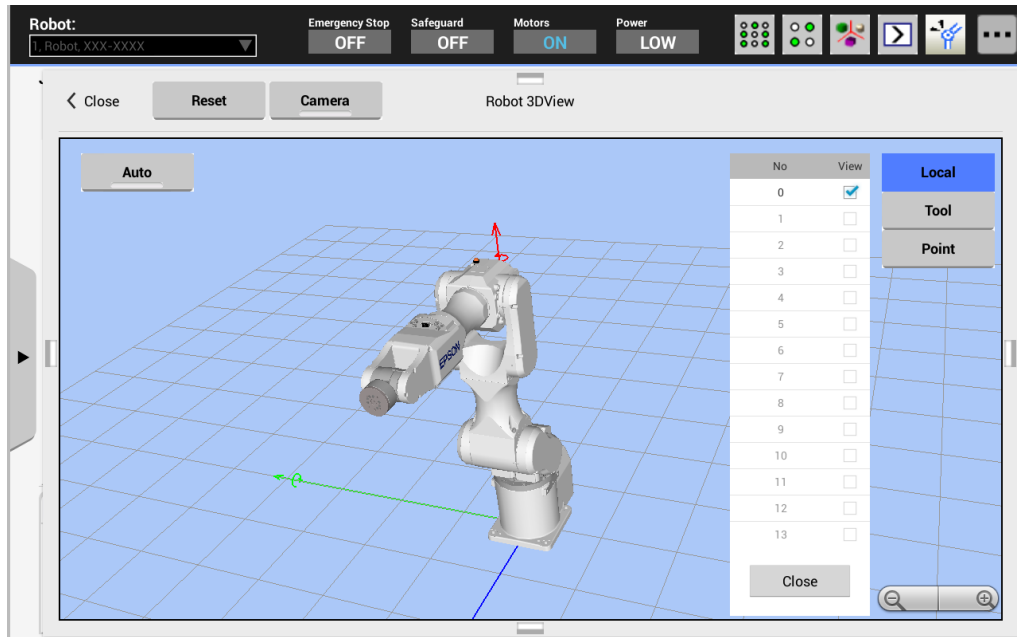 Robot:
1, Robot, XXX-XXXX
Emergency Stop
OFF
Safeguard
OFF
Motors
ON
Power
LOW
Close
Reset
Camera
Robot 3DView
Auto
No View
0
1
2
3
4
5
6
7
8
9
10
11
12
13
Close
Local
Tool
Point
EPSON